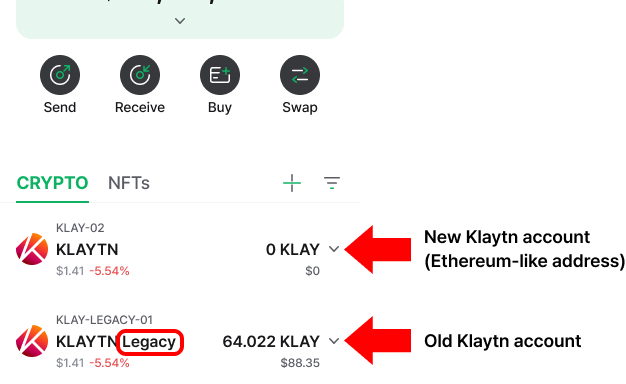 Send Receive Buy Swap
CRYPTO NFTs
KLAY-02
KLAYTN 0 KLAY
$1.41 -5.54% $0
New Klaytn account
(Ethereum-like address)
KLAY-LEGACY-01
KLAYTN Legacy 64.022 KLAY
$1.41 -5.54% $88.35
Old Klaytn account